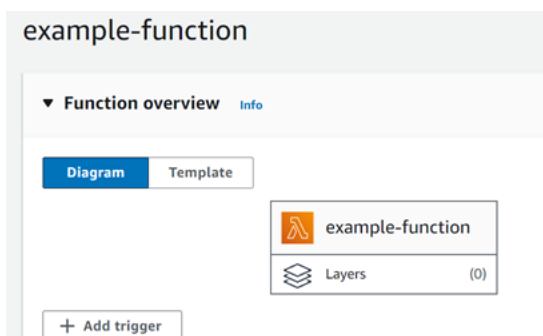 example-function
Function overview Info
Diagram Template
example-function
Layers (0)
+ Add trigger